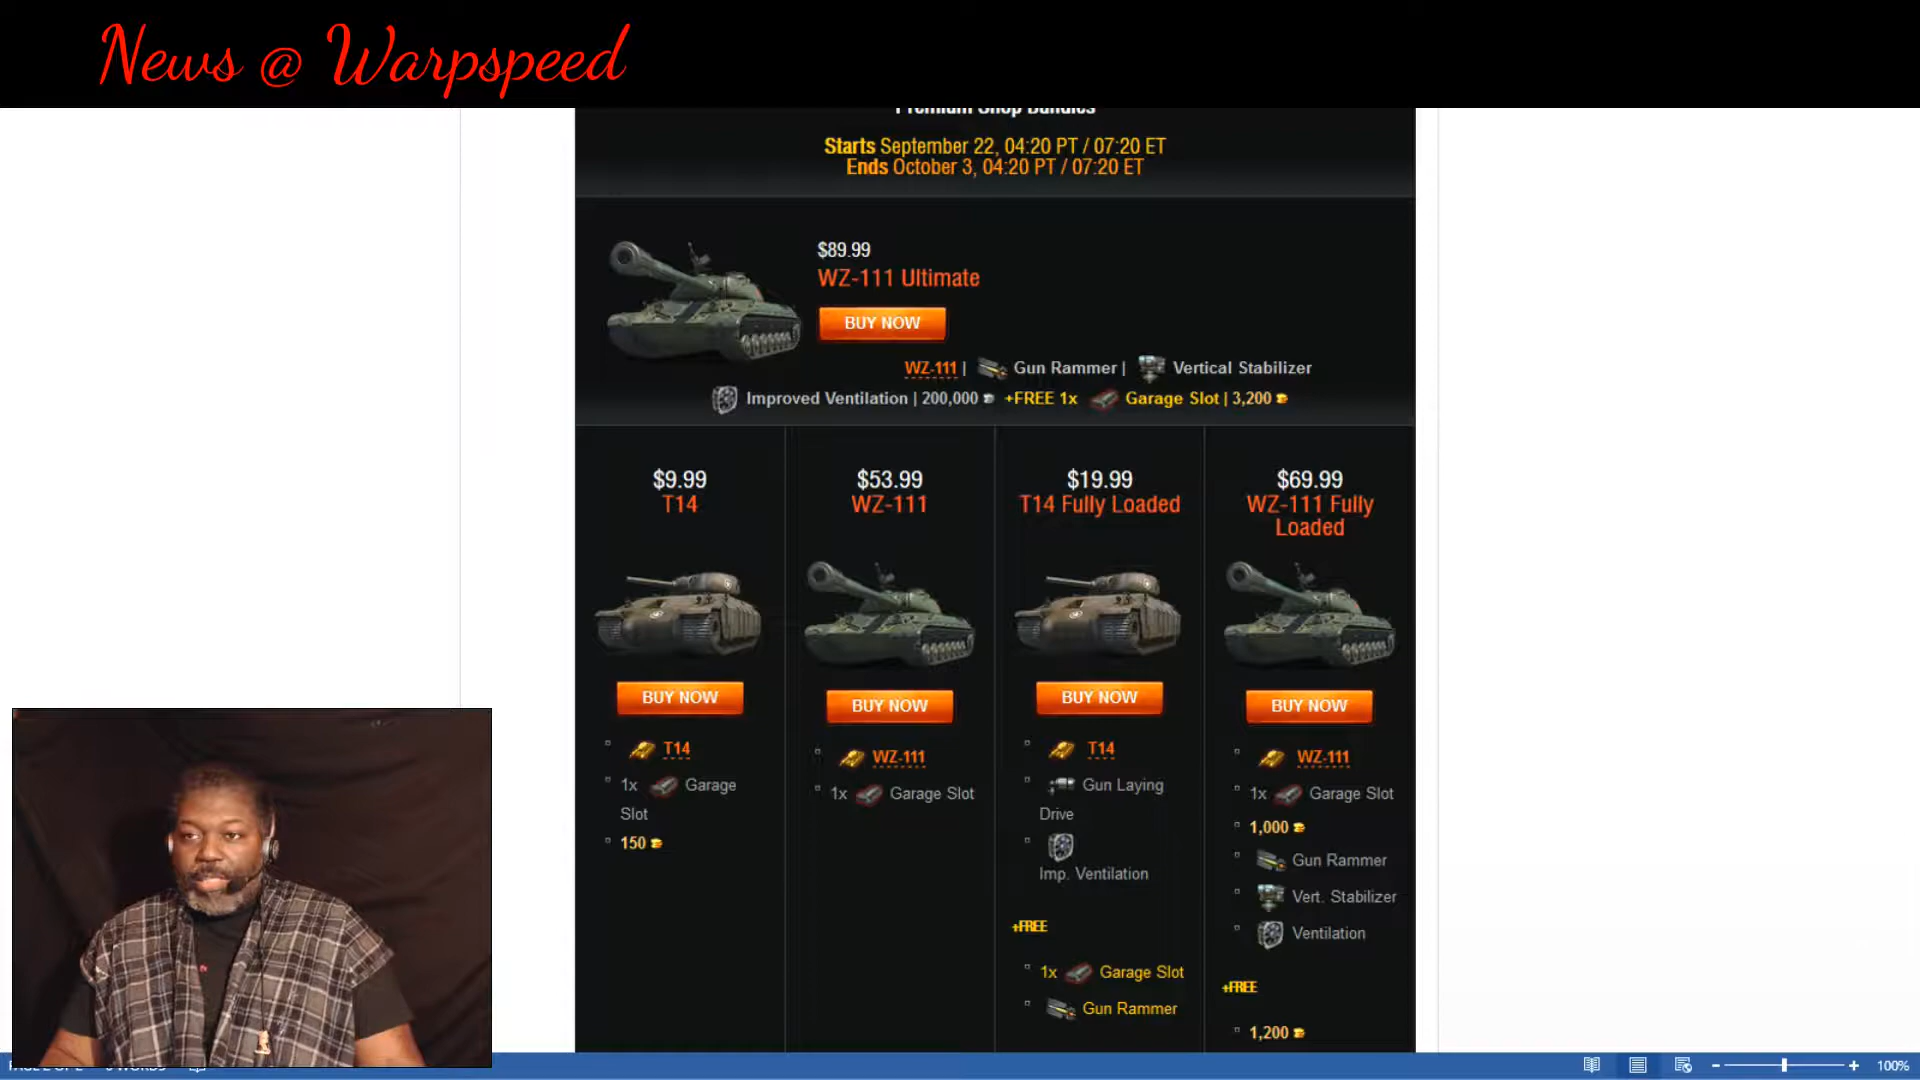 News @ Warpspeed
Premium Shop Bundles
Starts September 22, 04:20 PT / 07:20 ET
Ends October 3, 04:20 PT / 07:20 ET
$89.99
WZ-111 Ultimate
BUY NOW
WZ-111 | Gun Rammer | Vertical Stabilizer
Improved Ventilation | 200,000 +FREE 1x Garage Slot | 3,200
$9.99
T14
BUY NOW
T14
1x Garage
Slot
150
$53.99
WZ-111
BUY NOW
WZ-111
1x Garage Slot
$19.99
T14 Fully Loaded
BUY NOW
T14
Gun Laying
Drive
Imp. Ventilation
+FREE
1x Garage Slot
Gun Rammer
$69.99
WZ-111 Fully
Loaded
BUY NOW
WZ-111
1x Garage Slot
1,000
Gun Rammer
Vert. Stabilizer
Ventilation
+FREE
1,200
100%